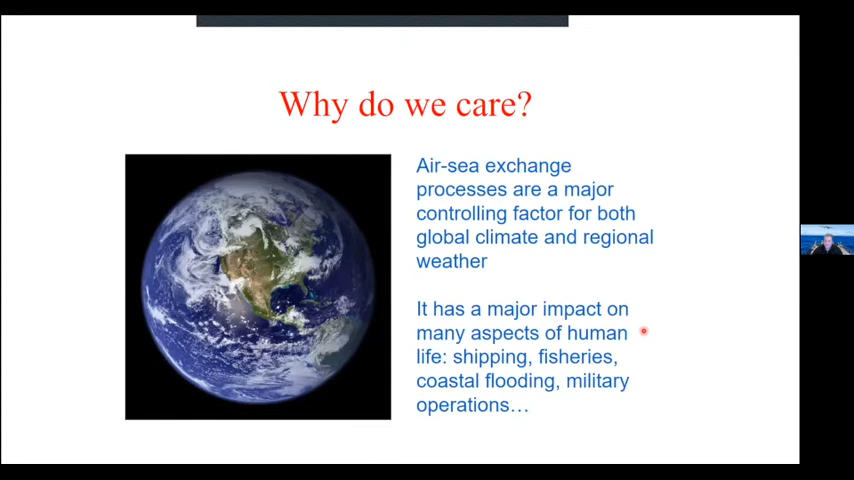 Why do we care?
Air-sea exchange
processes are a major
controlling factor for both
global climate and regional
weather
It has a major impact on
many aspects of human
life: shipping, fisheries,
coastal flooding, military
operations…